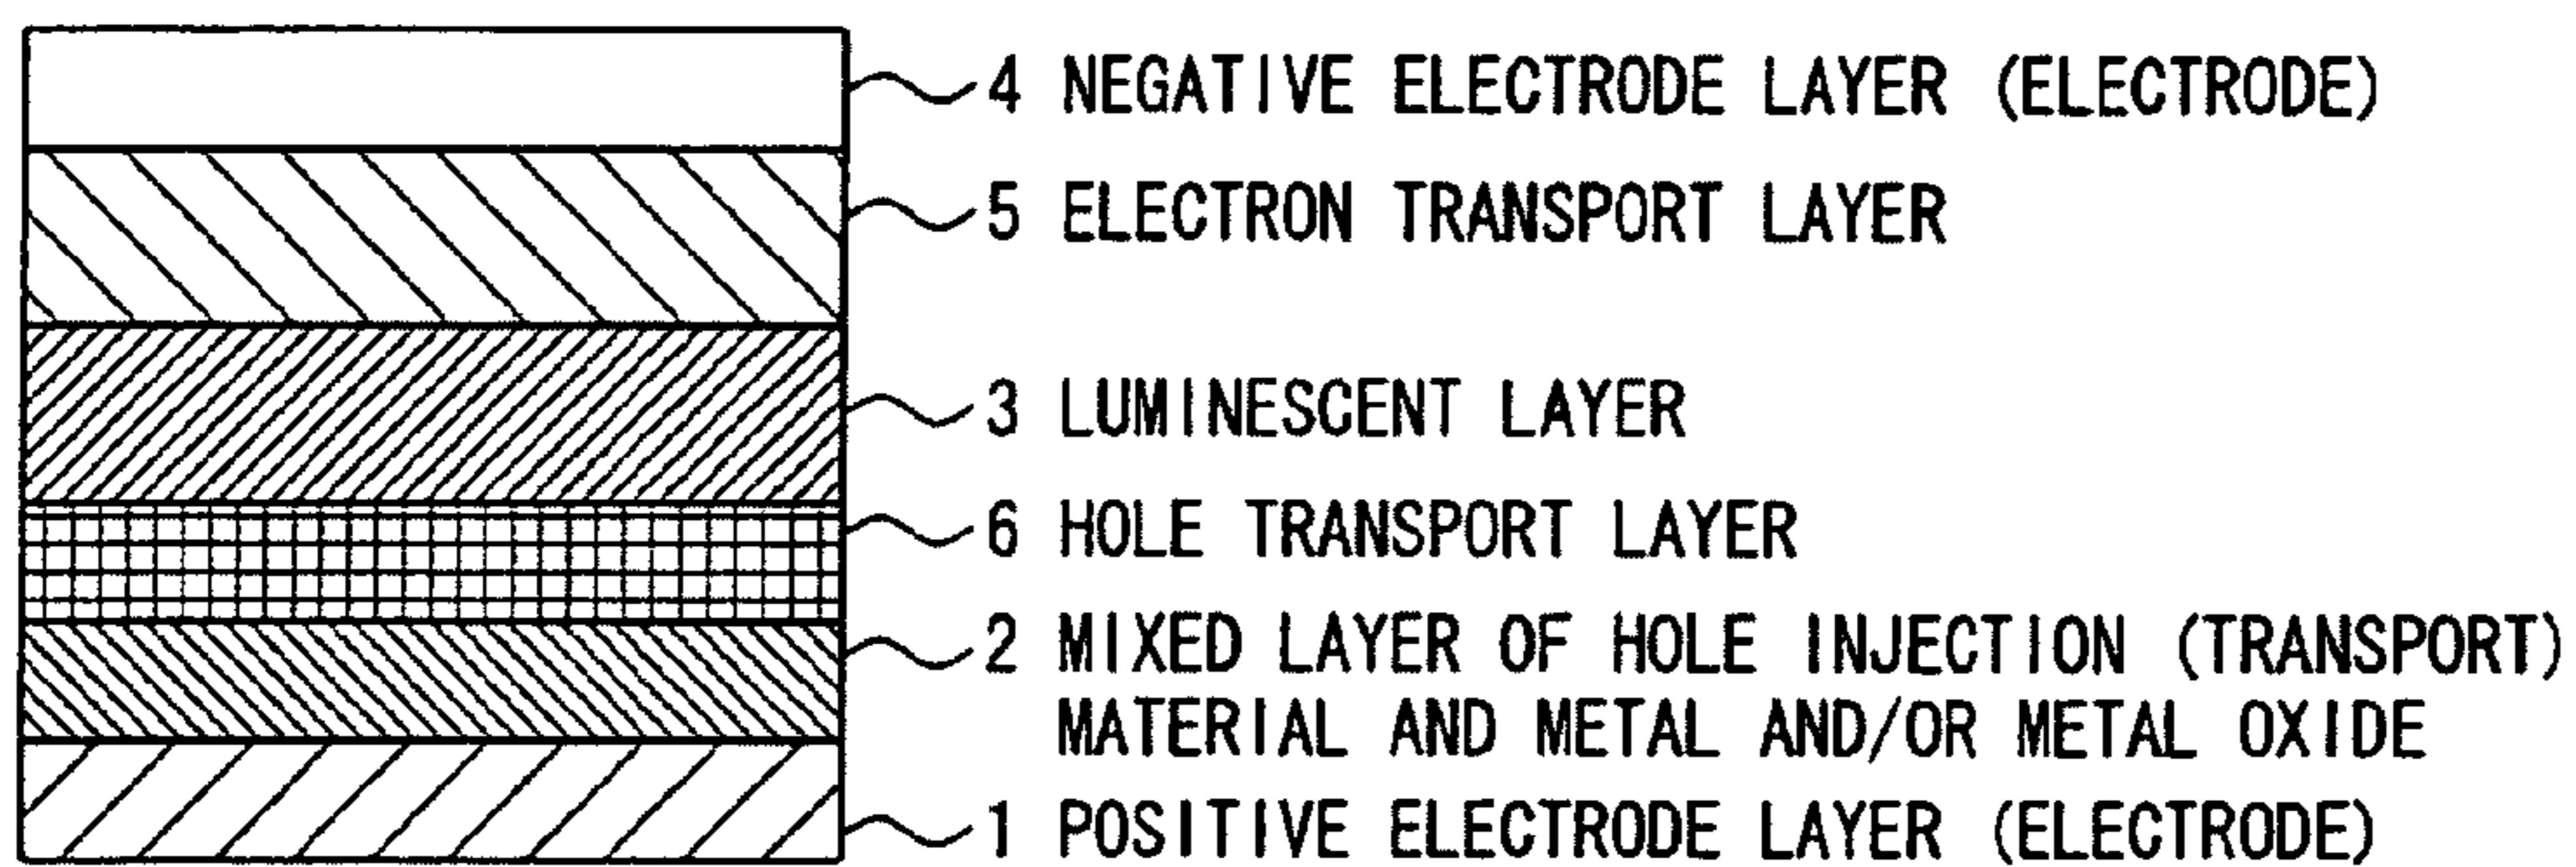 4 NEGATIVE ELECTRODE LAYER (ELECTRODE)
5 ELECTRON TRANSPORT LAYER
3 LUMINESCENT LAYER
6 HOLE TRANSPORT LAYER
2 MIXED LAYER OF HOLE INJECTION (TRANSPORT)
MATERIAL AND METAL AND/OR METAL OXIDE
1 POSITIVE ELECTRODE LAYER (ELECTRODE)